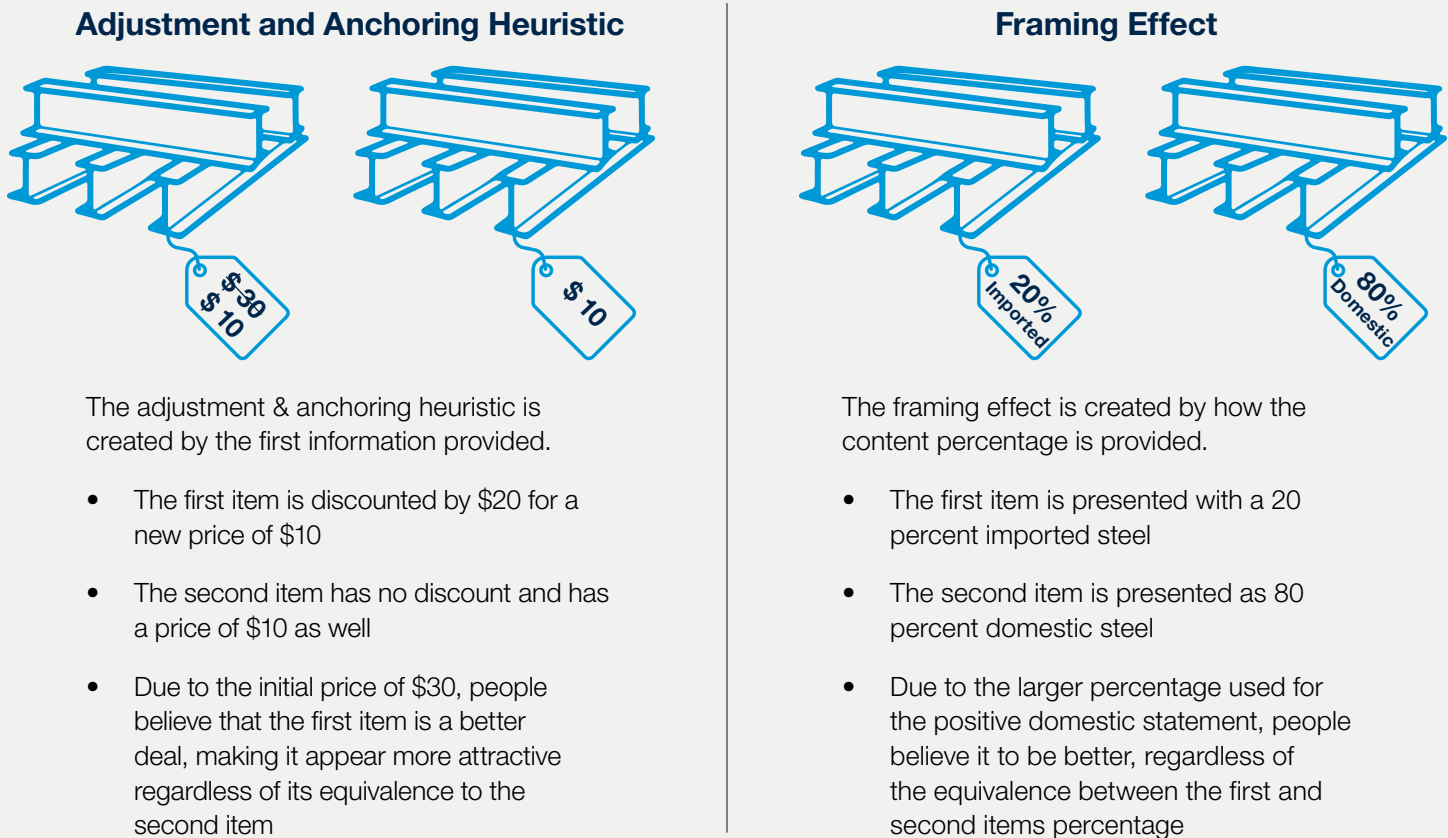 Adjustment and Anchoring Heuristic
$ 30
$ 10
$ 10
The adjustment & anchoring heuristic is
created by the first information provided.
• The first item is discounted by $20 for a
new price of $10
• The second item has no discount and has
a price of $10 as well
• Due to the initial price of $30, people
believe that the first item is a better
deal, making it appear more attractive
regardless of its equivalence to the
second item
Framing Effect
20%
Imported
80%
Domestic
The framing effect is created by how the
content percentage is provided.
• The first item is presented with a 20
percent imported steel
• The second item is presented as 80
percent domestic steel
• Due to the larger percentage used for
the positive domestic statement, people
believe it to be better, regardless of
the equivalence between the first and
second items percentage